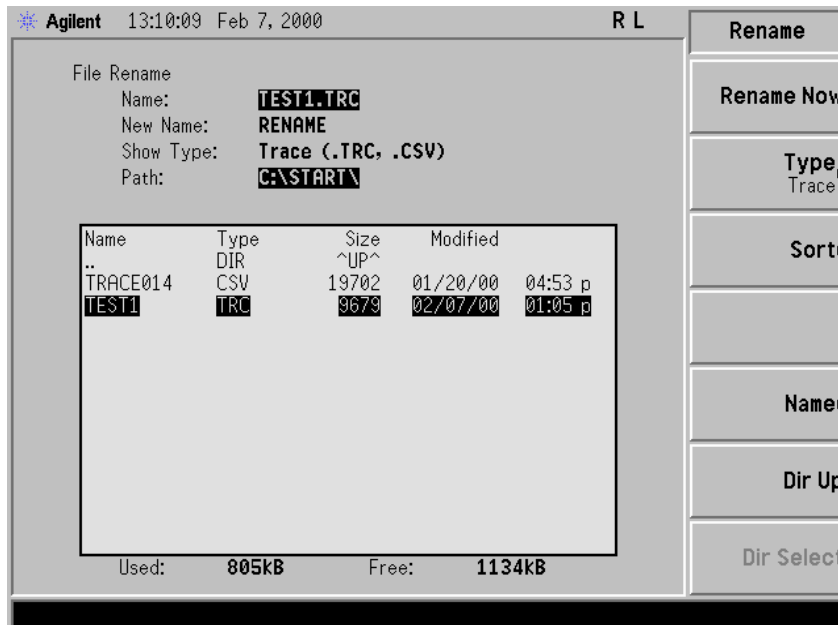 Agilent 13:10:09 Feb 7, 2000 R L
File Rename
Name: TEST1.TRC
New Name: RENAME
Show Type: Trace (.TRC, .CSV)
Path: C:\START\
Name Type Size Modified
.. DIR ^UP^
TRACE014 CSV 19702 01/20/00 04:53 p
TEST1 TRC 9679 02/07/00 01:05 p
Used: 805kB Free: 1134kB
Rename
Rename Now
Type
Trace
Sort
Name
Dir Up
Dir Select